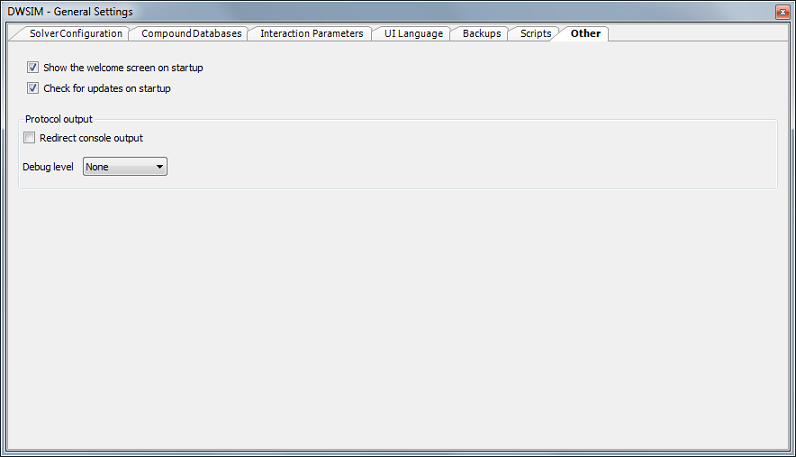 DWSIM - General Settings
Solver Configuration Compound Databases Interaction Parameters UI Language Backups Scripts Other
Show the welcome screen on startup
Check for updates on startup
Protocol output
Redirect console output
Debug level None